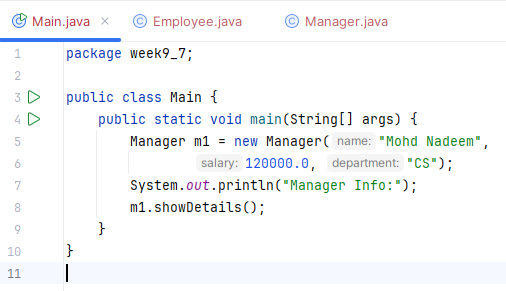 Main.java × Employee.java Manager.java
1 package week9_7;
2
3 public class Main {
4 public static void main(String[] args) {
5 Manager m1 = new Manager( name: "Mohd Nadeem",
6 salary: 120000.0, department: "CS");
7 System.out.println("Manager Info:");
8 m1.showDetails();
9 }
10 }
11